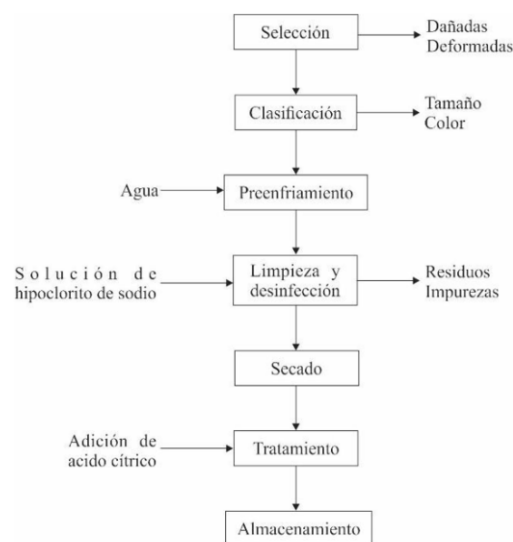 Selección
Dañadas
Deformadas
Clasificación
Tamaño
Color
Agua
Preenfriamiento
Solución de
hipoclorito de sodio
Limpieza y
desinfección
Residuos
Impurezas
Secado
Adición de
acido cítrico
Tratamiento
Almacenamiento